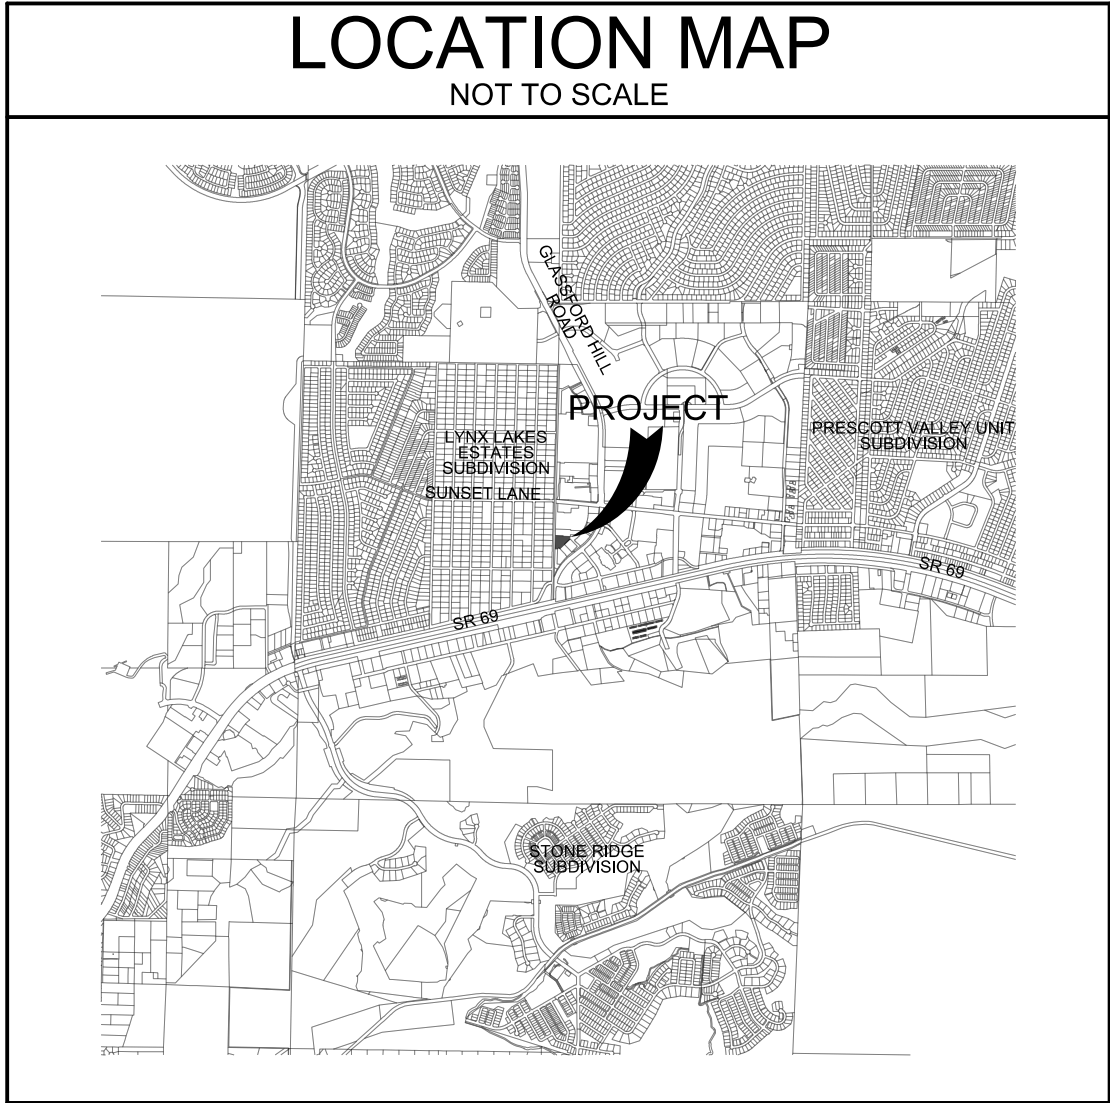 LOCATION MAP
NOT TO SCALE
GLASSFORD HILL
ROAD
PROJECT
LYNX LAKES
ESTATES
SUBDIVISION
PRESCOTT VALLEY UNIT
SUBDIVISION
SUNSET LANE
SR 69
SR 69
STONE RIDGE
SUBDIVISION